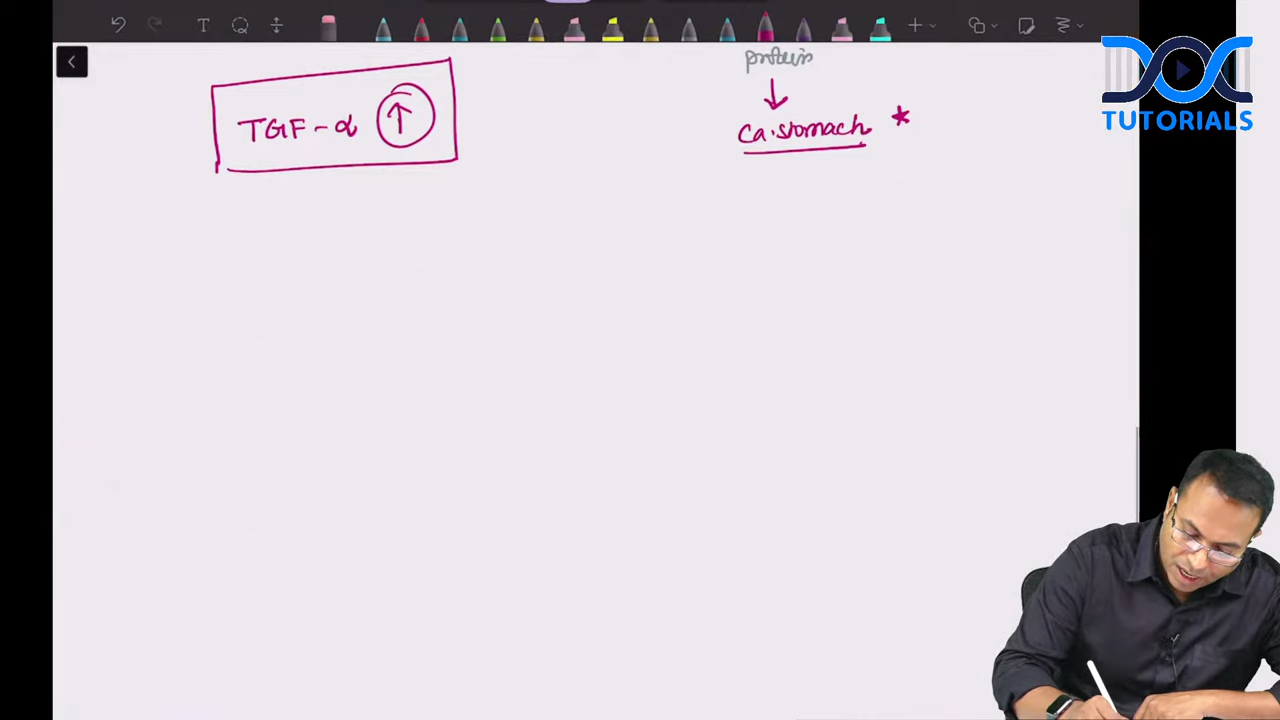 protein
TGF-α ↑
Ca.stomach *
TUTORIALS